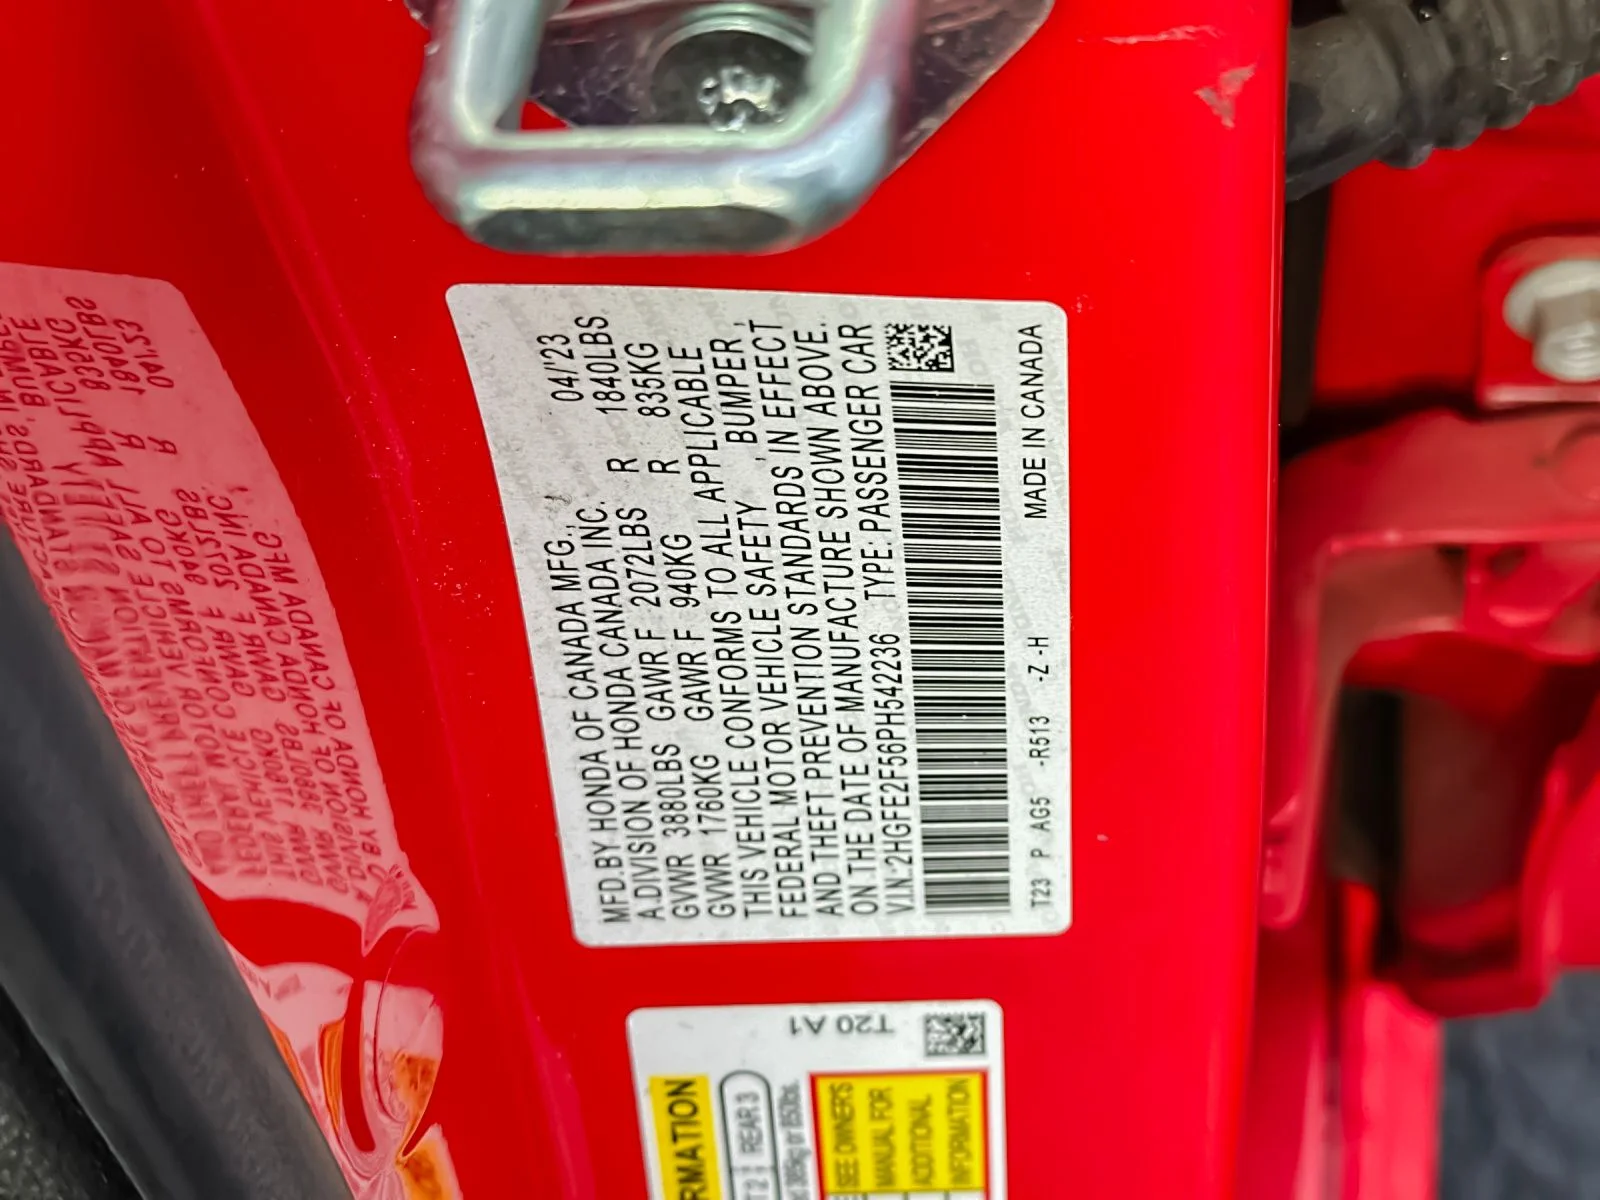 MFD.BY HONDA OF CANADA MFG., 04/'23
A.DIVISION OF HONDA CANADA INC.
GVWR 3880LBS GAWR F 2072LBS R 1840LBS
GVWR 1760KG GAWR F 940KG R 835KG
THIS VEHICLE CONFORMS TO ALL APPLICABLE
FEDERAL MOTOR VEHICLE SAFETY , BUMPER ,
AND THEFT PREVENTION STANDARDS IN EFFECT
ON THE DATE OF MANUFACTURE SHOWN ABOVE.
V.I.N:2HGFE2F56PH542236 TYPE:PASSENGER CAR
T23 P AG5 -R513 -Z -H MADE IN CANADA
T20 A1
REAR 3
385kg or 850lbs.
SEE OWNERS
MANUAL FOR
ADDITIONAL
INFORMATION